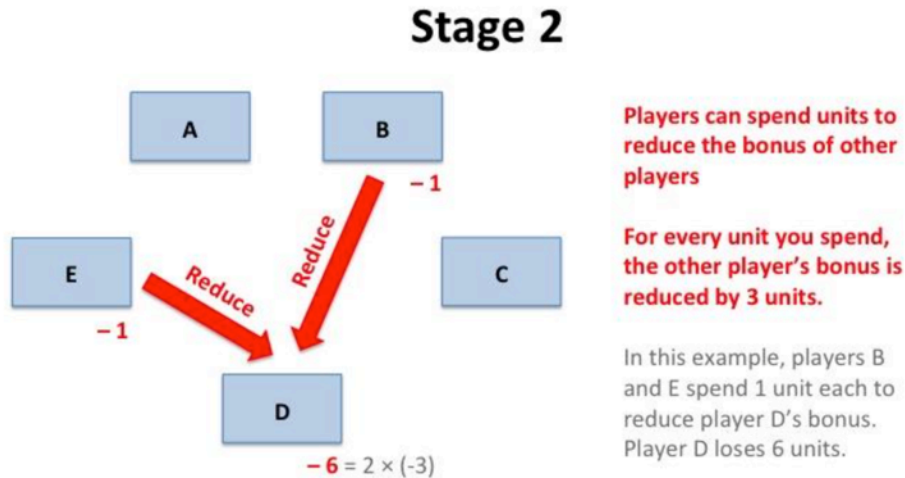 Stage 2
A
B
– 1
Reduce
Reduce
E
– 1
C
D
– 6 = 2 × (-3)
Players can spend units to
reduce the bonus of other
players
For every unit you spend,
the other player's bonus is
reduced by 3 units.
In this example, players B
and E spend 1 unit each to
reduce player D's bonus.
Player D loses 6 units.